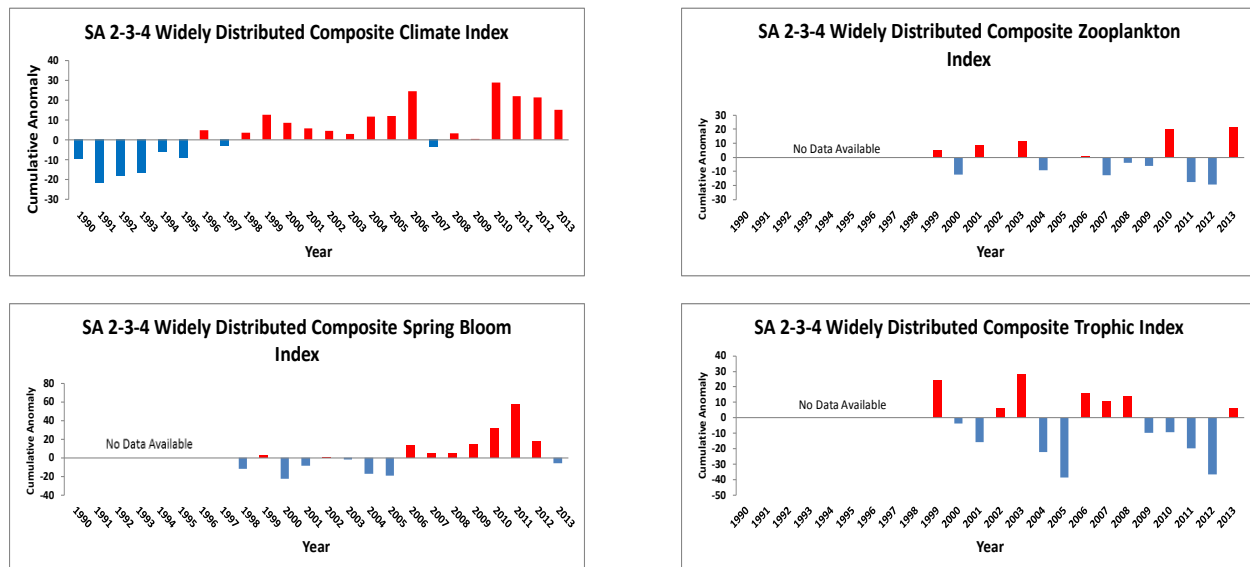 SA 2-3-4 Widely Distributed Composite Climate Index
Cumulative Anomaly
40
30
20
10
0
-10
-20
-30
1990 1991 1992 1993 1994 1995 1996 1997 1998 1999 2000 2001 2002 2003 2004 2005 2006 2007 2008 2009 2010 2011 2012 2013
Year
SA 2-3-4 Widely Distributed Composite Zooplankton
Index
Cumlative Anomaly
30
20
10
0
-10
-20
-30
No Data Available
1990 1991 1992 1993 1994 1995 1996 1997 1998 1999 2000 2001 2002 2003 2004 2005 2006 2007 2008 2009 2010 2011 2012 2013
Year
SA 2-3-4 Widely Distributed Composite Spring Bloom
Index
Cumulative Anomaly
80
60
40
20
0
-20
-40
No Data Available
1990 1991 1992 1993 1994 1995 1996 1997 1998 1999 2000 2001 2002 2003 2004 2005 2006 2007 2008 2009 2010 2011 2012 2013
Year
SA 2-3-4 Widely Distributed Composite Trophic Index
Cumulative Anomaly
40
30
20
10
0
-10
-20
-30
-40
-50
No Data Available
1990 1991 1992 1993 1994 1995 1996 1997 1998 1999 2000 2001 2002 2003 2004 2005 2006 2007 2008 2009 2010 2011 2012 2013
Year